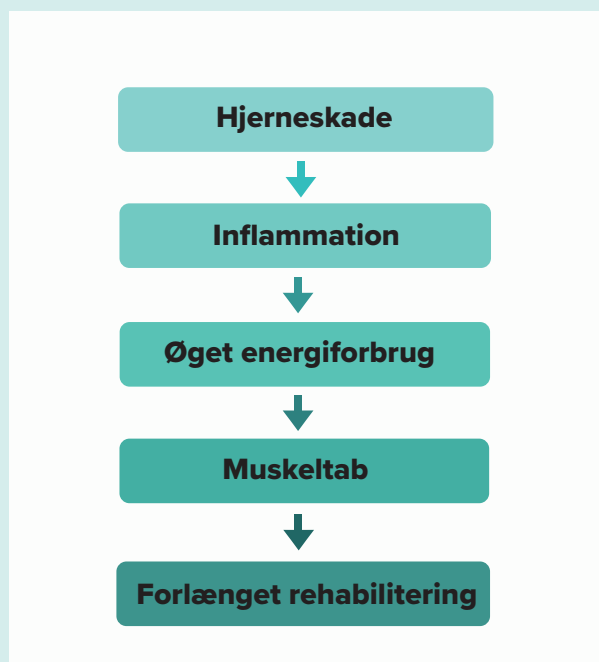 Hjerneskade
Inflammation
Øget energiforbrug
Muskeltab
Forlænget rehabilitering